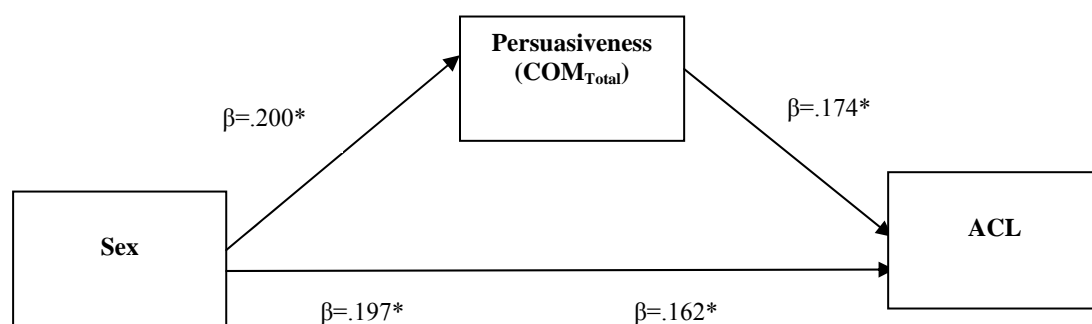 Persuasiveness
(COMTotal)
β=.200*
β=.174*
Sex
ACL
β=.197*
β=.162*